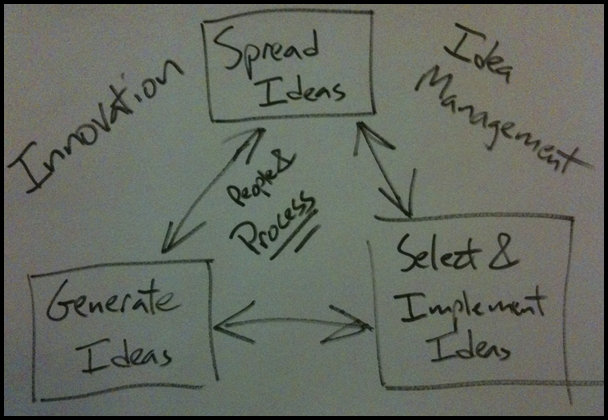 Innovation
Spread
Ideas
Idea
Management
People &
Process
Generate
Ideas
Select &
Implement
Ideas